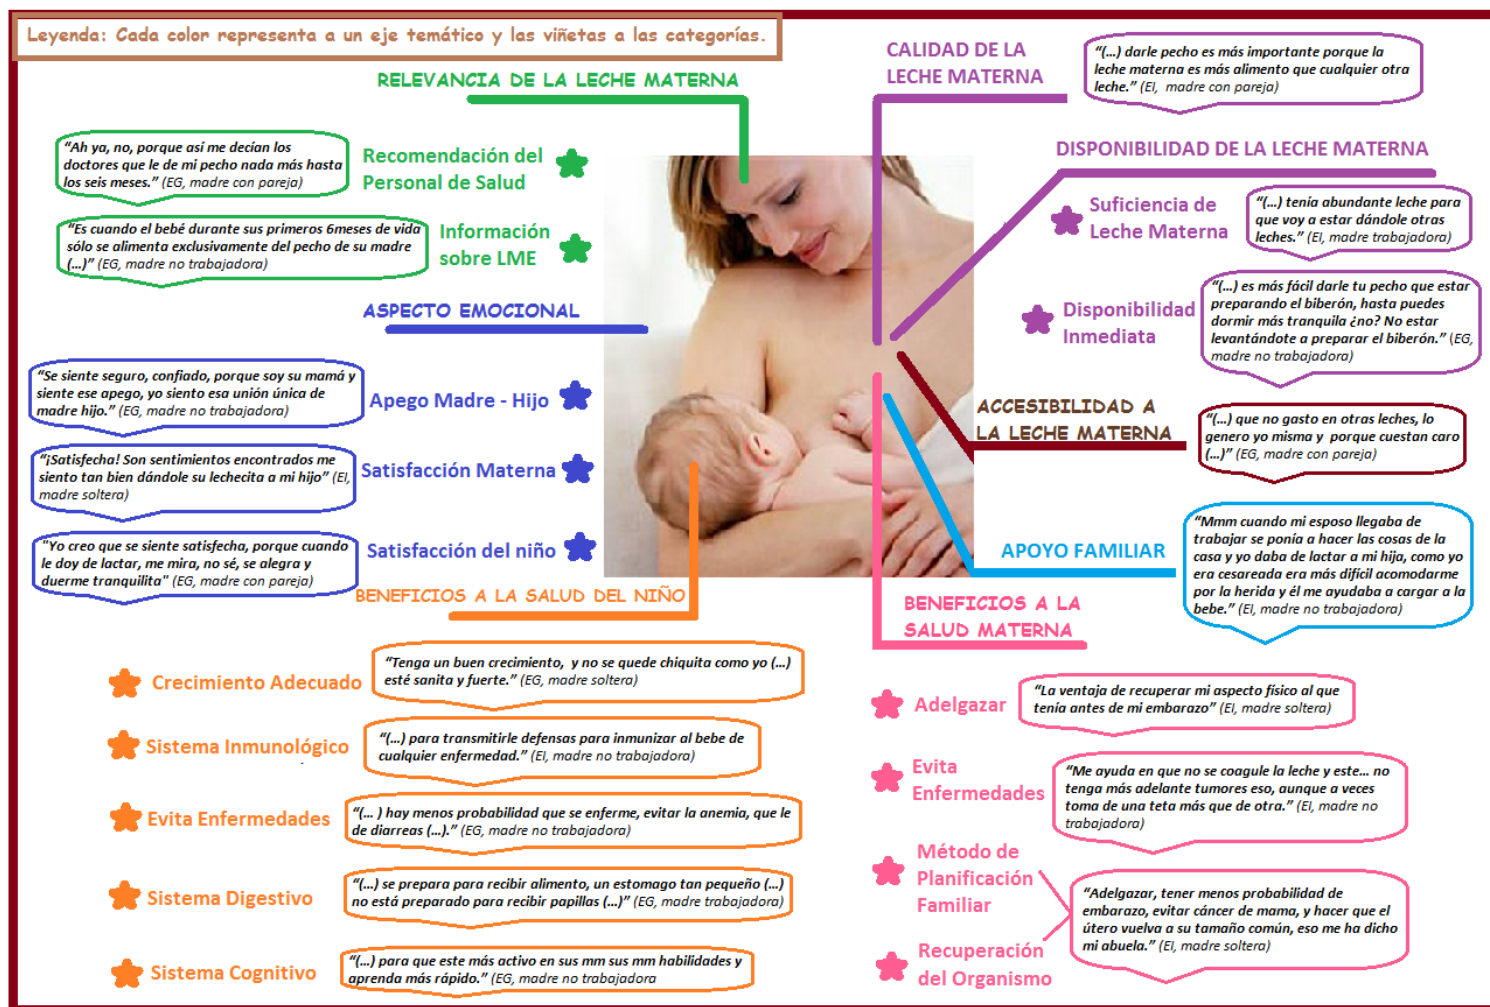 Leyenda: Cada color representa a un eje temático y las viñetas a las categorías.
RELEVANCIA DE LA LECHE MATERNA
“Ah ya, no, porque así me decían los
doctores que le de mi pecho nada más hasta
los seis meses.” (EG, madre con pareja)
Recomendación del
Personal de Salud
“Es cuando el bebé durante sus primeros 6meses de vida
sólo se alimenta exclusivamente del pecho de su madre
(…)” (EG, madre no trabajadora)
Información
sobre LME
ASPECTO EMOCIONAL
“Se siente seguro, confiado, porque soy su mamá y
siente ese apego, yo siento esa unión única de
madre hijo.” (EG, madre no trabajadora)
Apego Madre - Hijo
“¡Satisfecha! Son sentimientos encontrados me
siento tan bien dándole su lechecita a mi hijo” (EI,
madre soltera)
Satisfacción Materna
"Yo creo que se siente satisfecha, porque cuando
le doy de lactar, me mira, no sé, se alegra y
duerme tranquilita" (EG, madre con pareja)
Satisfacción del niño
BENEFICIOS A LA SALUD DEL NIÑO
Crecimiento Adecuado
“Tenga un buen crecimiento, y no se quede chiquita como yo (…)
esté sanita y fuerte.” (EG, madre soltera)
Sistema Inmunológico
“(…) para transmitirle defensas para inmunizar al bebe de
cualquier enfermedad.” (EI, madre no trabajadora)
Evita Enfermedades
“(… ) hay menos probabilidad que se enferme, evitar la anemia, que le
de diarreas (…).” (EG, madre no trabajadora)
Sistema Digestivo
“(…) se prepara para recibir alimento, un estomago tan pequeño (…)
no está preparado para recibir papillas (…)” (EG, madre trabajadora)
Sistema Cognitivo
“(…) para que este más activo en sus mm sus mm habilidades y
aprenda más rápido.” (EG, madre no trabajadora
CALIDAD DE LA
LECHE MATERNA
“(…) darle pecho es más importante porque la
leche materna es más alimento que cualquier otra
leche.” (EI, madre con pareja)
DISPONIBILIDAD DE LA LECHE MATERNA
Suficiencia de
Leche Materna
“(…) tenía abundante leche para
que voy a estar dándole otras
leches.” (EI, madre trabajadora)
Disponibilidad
Inmediata
“(…) es más fácil darle tu pecho que estar
preparando el biberón, hasta puedes
dormir más tranquila ¿no? No estar
levantándote a preparar el biberón.” (EG,
madre no trabajadora)
ACCESIBILIDAD A
LA LECHE MATERNA
“(…) que no gasto en otras leches, lo
genero yo misma y porque cuestan caro
(…)” (EG, madre con pareja)
APOYO FAMILIAR
“Mmm cuando mi esposo llegaba de
trabajar se ponía a hacer las cosas de la
casa y yo daba de lactar a mi hija, como yo
era cesareada era más difícil acomodarme
por la herida y él me ayudaba a cargar a la
bebe.” (EI, madre no trabajadora)
BENEFICIOS A LA
SALUD MATERNA
Adelgazar
“La ventaja de recuperar mi aspecto físico al que
tenía antes de mi embarazo” (EI, madre soltera)
Evita
Enfermedades
“Me ayuda en que no se coagule la leche y este… no
tenga más adelante tumores eso, aunque a veces
toma de una teta más que de otra.” (EI, madre no
trabajadora)
Método de
Planificación
Familiar
Recuperación
del Organismo
“Adelgazar, tener menos probabilidad de
embarazo, evitar cáncer de mama, y hacer que el
útero vuelva a su tamaño común, eso me ha dicho
mi abuela.” (EI, madre soltera)